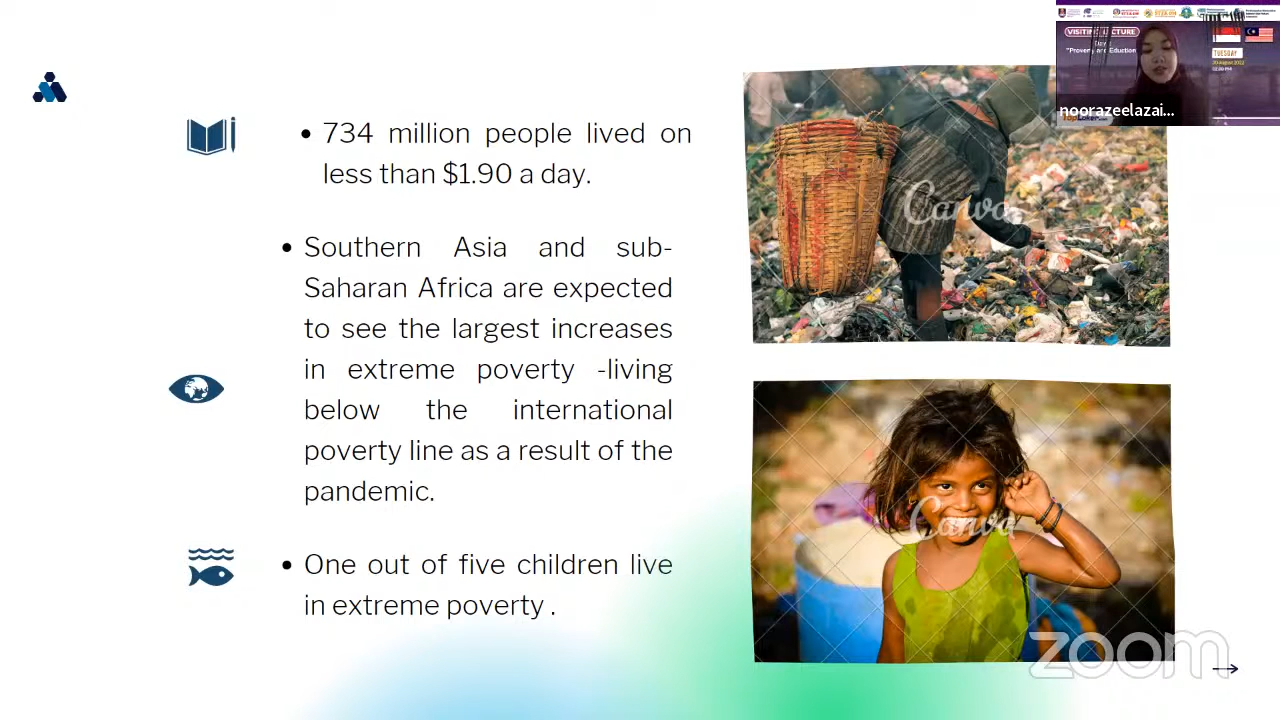 VISITING LECTURE
TUESDAY
noorazeelazai...
• 734 million people lived on
less than $1.90 a day.
• Southern Asia and sub-
Saharan Africa are expected
to see the largest increases
in extreme poverty -living
below the international
poverty line as a result of the
pandemic.
• One out of five children live
in extreme poverty .
Canva
Canva
zoom